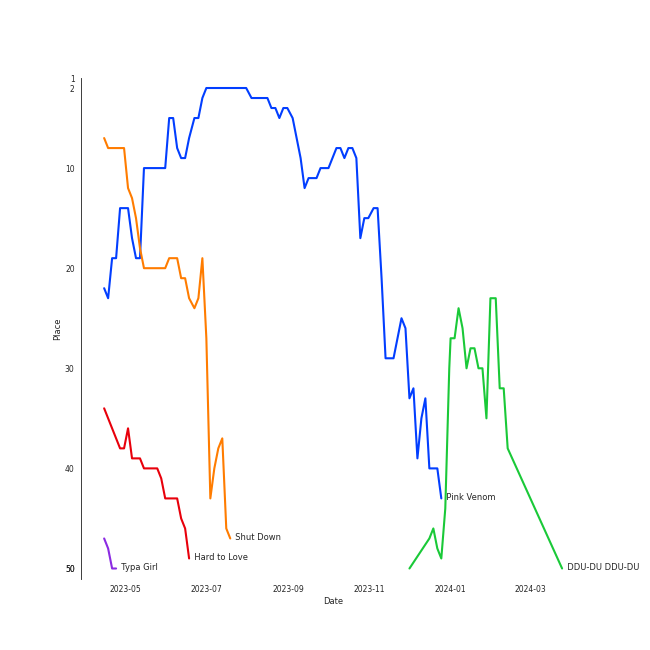 1
2
10
20
30
40
50
Place
Pink Venom
Shut Down
Hard to Love
Typa Girl
DDU-DU DDU-DU
2023-05
2023-07
2023-09
2023-11
2024-01
2024-03
Date